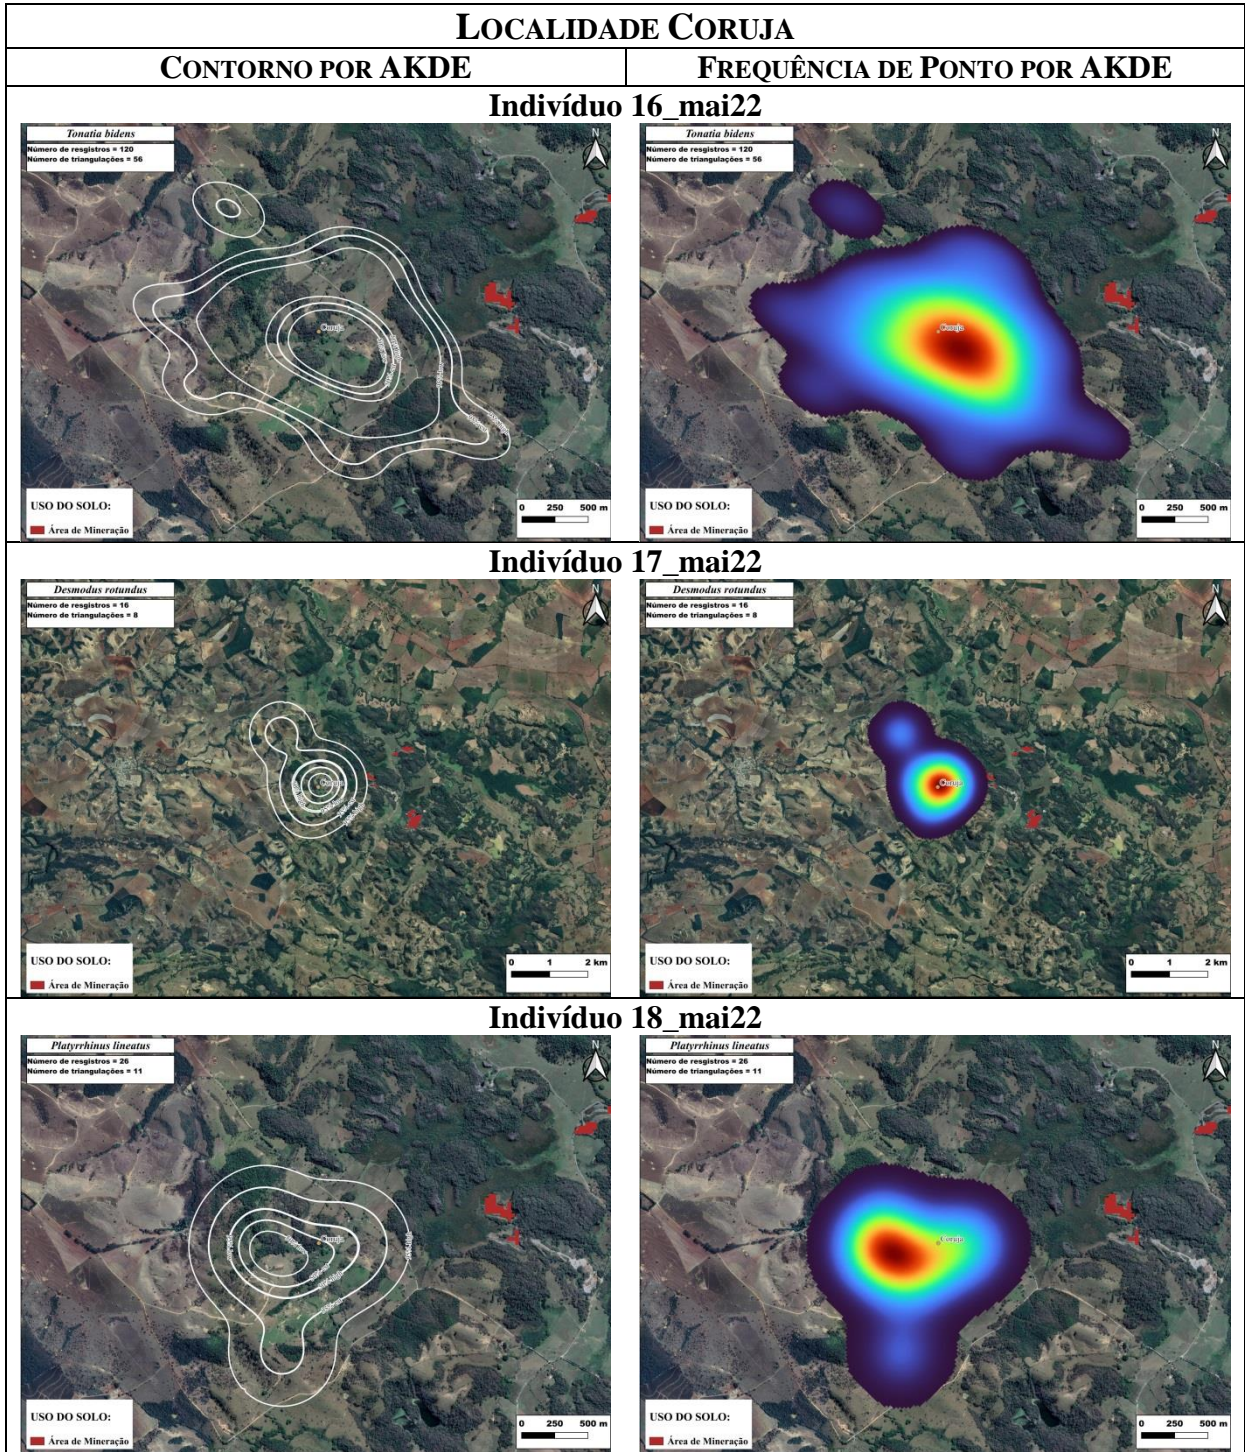 LOCALIDADE CORUJA
CONTORNO POR AKDE
FREQUÊNCIA DE PONTO POR AKDE
Indivíduo 16_mai22
Tonatia bidens
Número de resgistros = 120
Número de triangulações = 56
N
Coruja
USO DO SOLO:
Área de Mineração
0 250 500 m
Tonatia bidens
Número de resgistros = 120
Número de triangulações = 56
N
Coruja
USO DO SOLO:
Área de Mineração
0 250 500 m
Indivíduo 17_mai22
Desmodus rotundus
Número de resgistros = 16
Número de triangulações = 8
N
Coruja
USO DO SOLO:
Área de Mineração
0 1 2 km
Desmodus rotundus
Número de resgistros = 16
Número de triangulações = 8
N
Coruja
USO DO SOLO:
Área de Mineração
0 1 2 km
Indivíduo 18_mai22
Platyrrhinus lineatus
Número de resgistros = 26
Número de triangulações = 11
N
Coruja
USO DO SOLO:
Área de Mineração
0 250 500 m
Platyrrhinus lineatus
Número de resgistros = 26
Número de triangulações = 11
N
Coruja
USO DO SOLO:
Área de Mineração
0 250 500 m